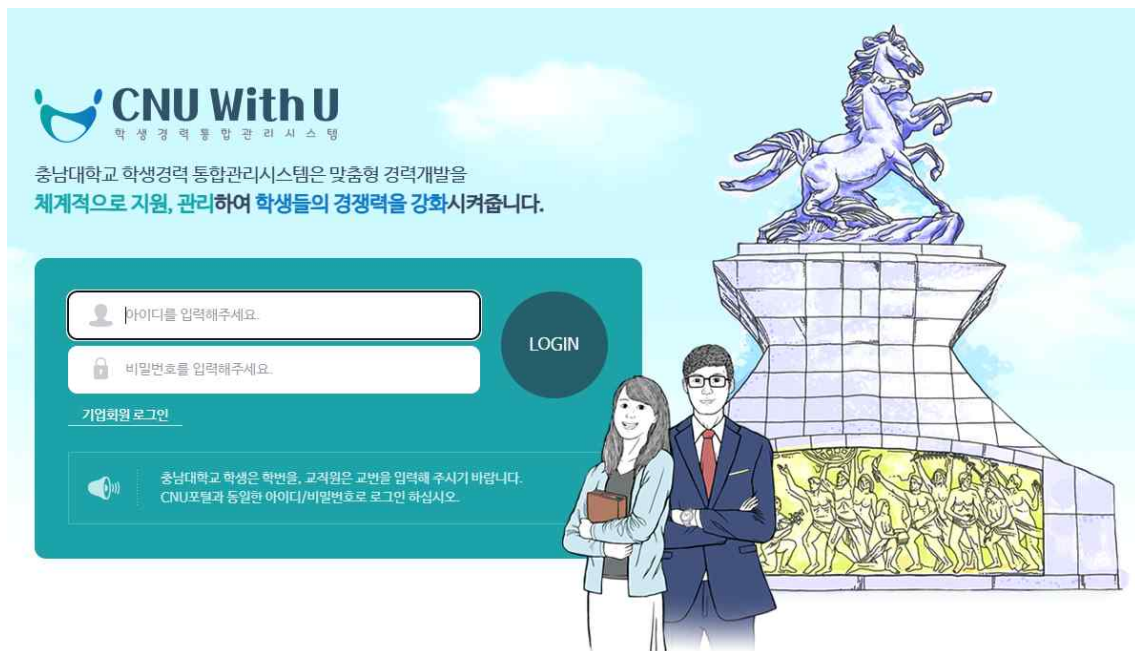 CNU With U
학생경력통합관리시스템
충남대학교 학생경력 통합관리시스템은 맞춤형 경력개발을
체계적으로 지원, 관리하여 학생들의 경쟁력을 강화시켜줍니다.
아이디를 입력해주세요.
LOGIN
비밀번호를 입력해주세요.
기업회원 로그인
충남대학교 학생은 학번을, 교직원은 교번을 입력해 주시기 바랍니다.
CNU포털과 동일한 아이디/비밀번호로 로그인 하십시오.